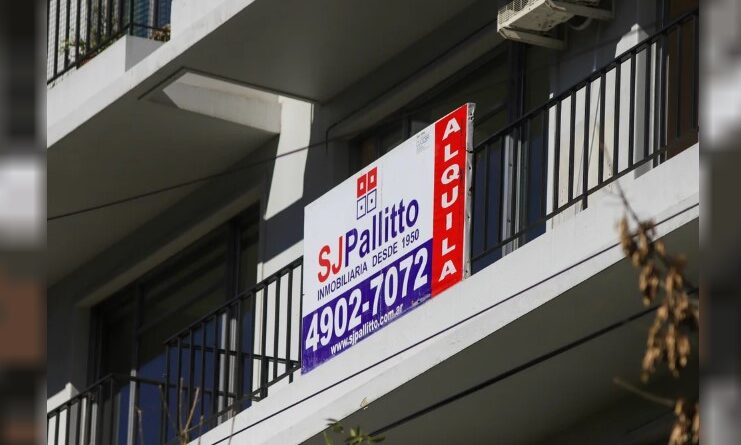 SJPallitto
INMOBILIARIA DESDE 1950
4902-7072
www.sjpallitto.com.ar
ALQUILA